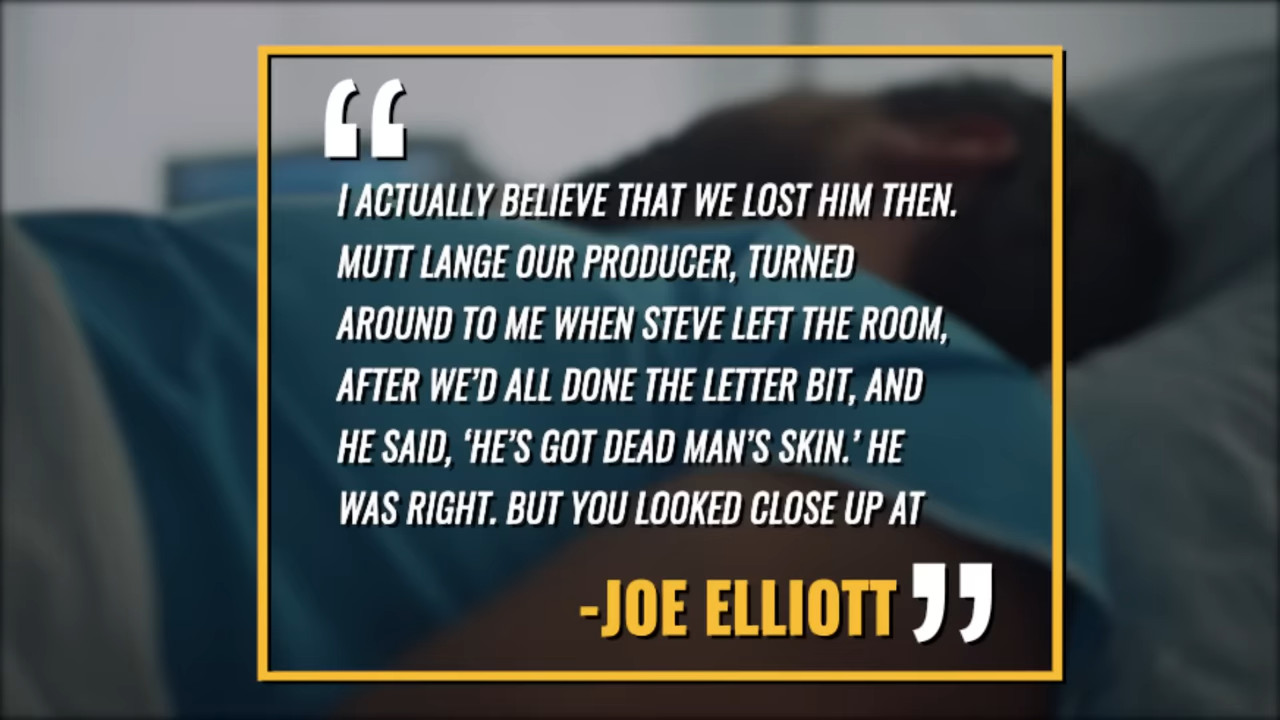 “
I ACTUALLY BELIEVE THAT WE LOST HIM THEN.
MUTT LANGE OUR PRODUCER, TURNED
AROUND TO ME WHEN STEVE LEFT THE ROOM,
AFTER WE’D ALL DONE THE LETTER BIT, AND
HE SAID, ‘HE’S GOT DEAD MAN’S SKIN.’ HE
WAS RIGHT. BUT YOU LOOKED CLOSE UP AT
-JOE ELLIOTT ”